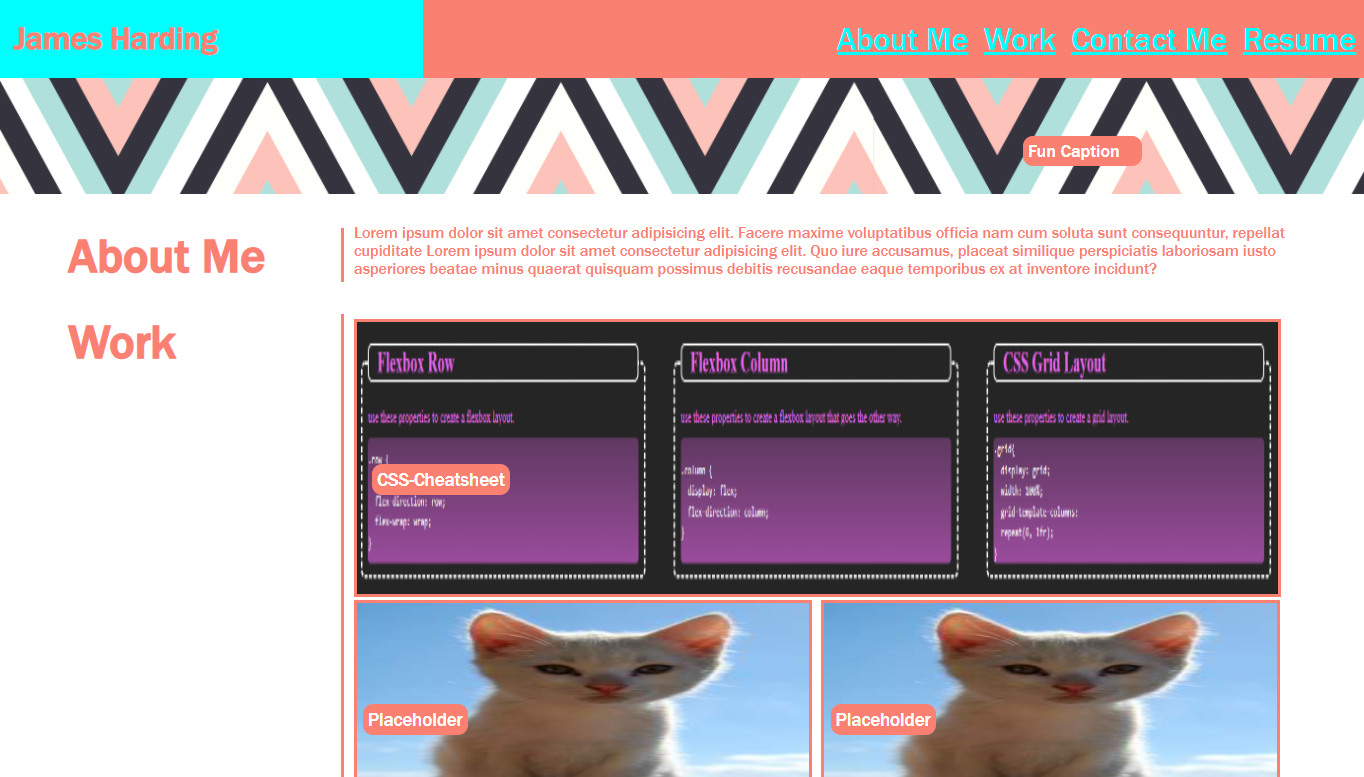 James Harding
About Me Work Contact Me Resume
Fun Caption
About Me
Lorem ipsum dolor sit amet consectetur adipisicing elit. Facere maxime voluptatibus officia nam cum soluta sunt consequuntur, repellat
cupiditate Lorem ipsum dolor sit amet consectetur adipisicing elit. Quo iure accusamus, placeat similique perspiciatis laboriosam iusto
asperiores beatae minus quaerat quisquam possimus debitis recusandae eaque temporibus ex at inventore incidunt?
Work
Flexbox Row
use these properties to create a flexbox layout.
.row {
CSS-Cheatsheet
flex-direction: row;
flex-wrap: wrap;
}
Flexbox Column
use these properties to create a flexbox layout that goes the other way.
.column {
display: flex;
flex-direction: column;
}
CSS Grid Layout
use these properties to create a grid layout.
.grid{
display: grid;
width: 100%;
grid-template-columns:
repeat(6, 1fr);
}
Placeholder
Placeholder